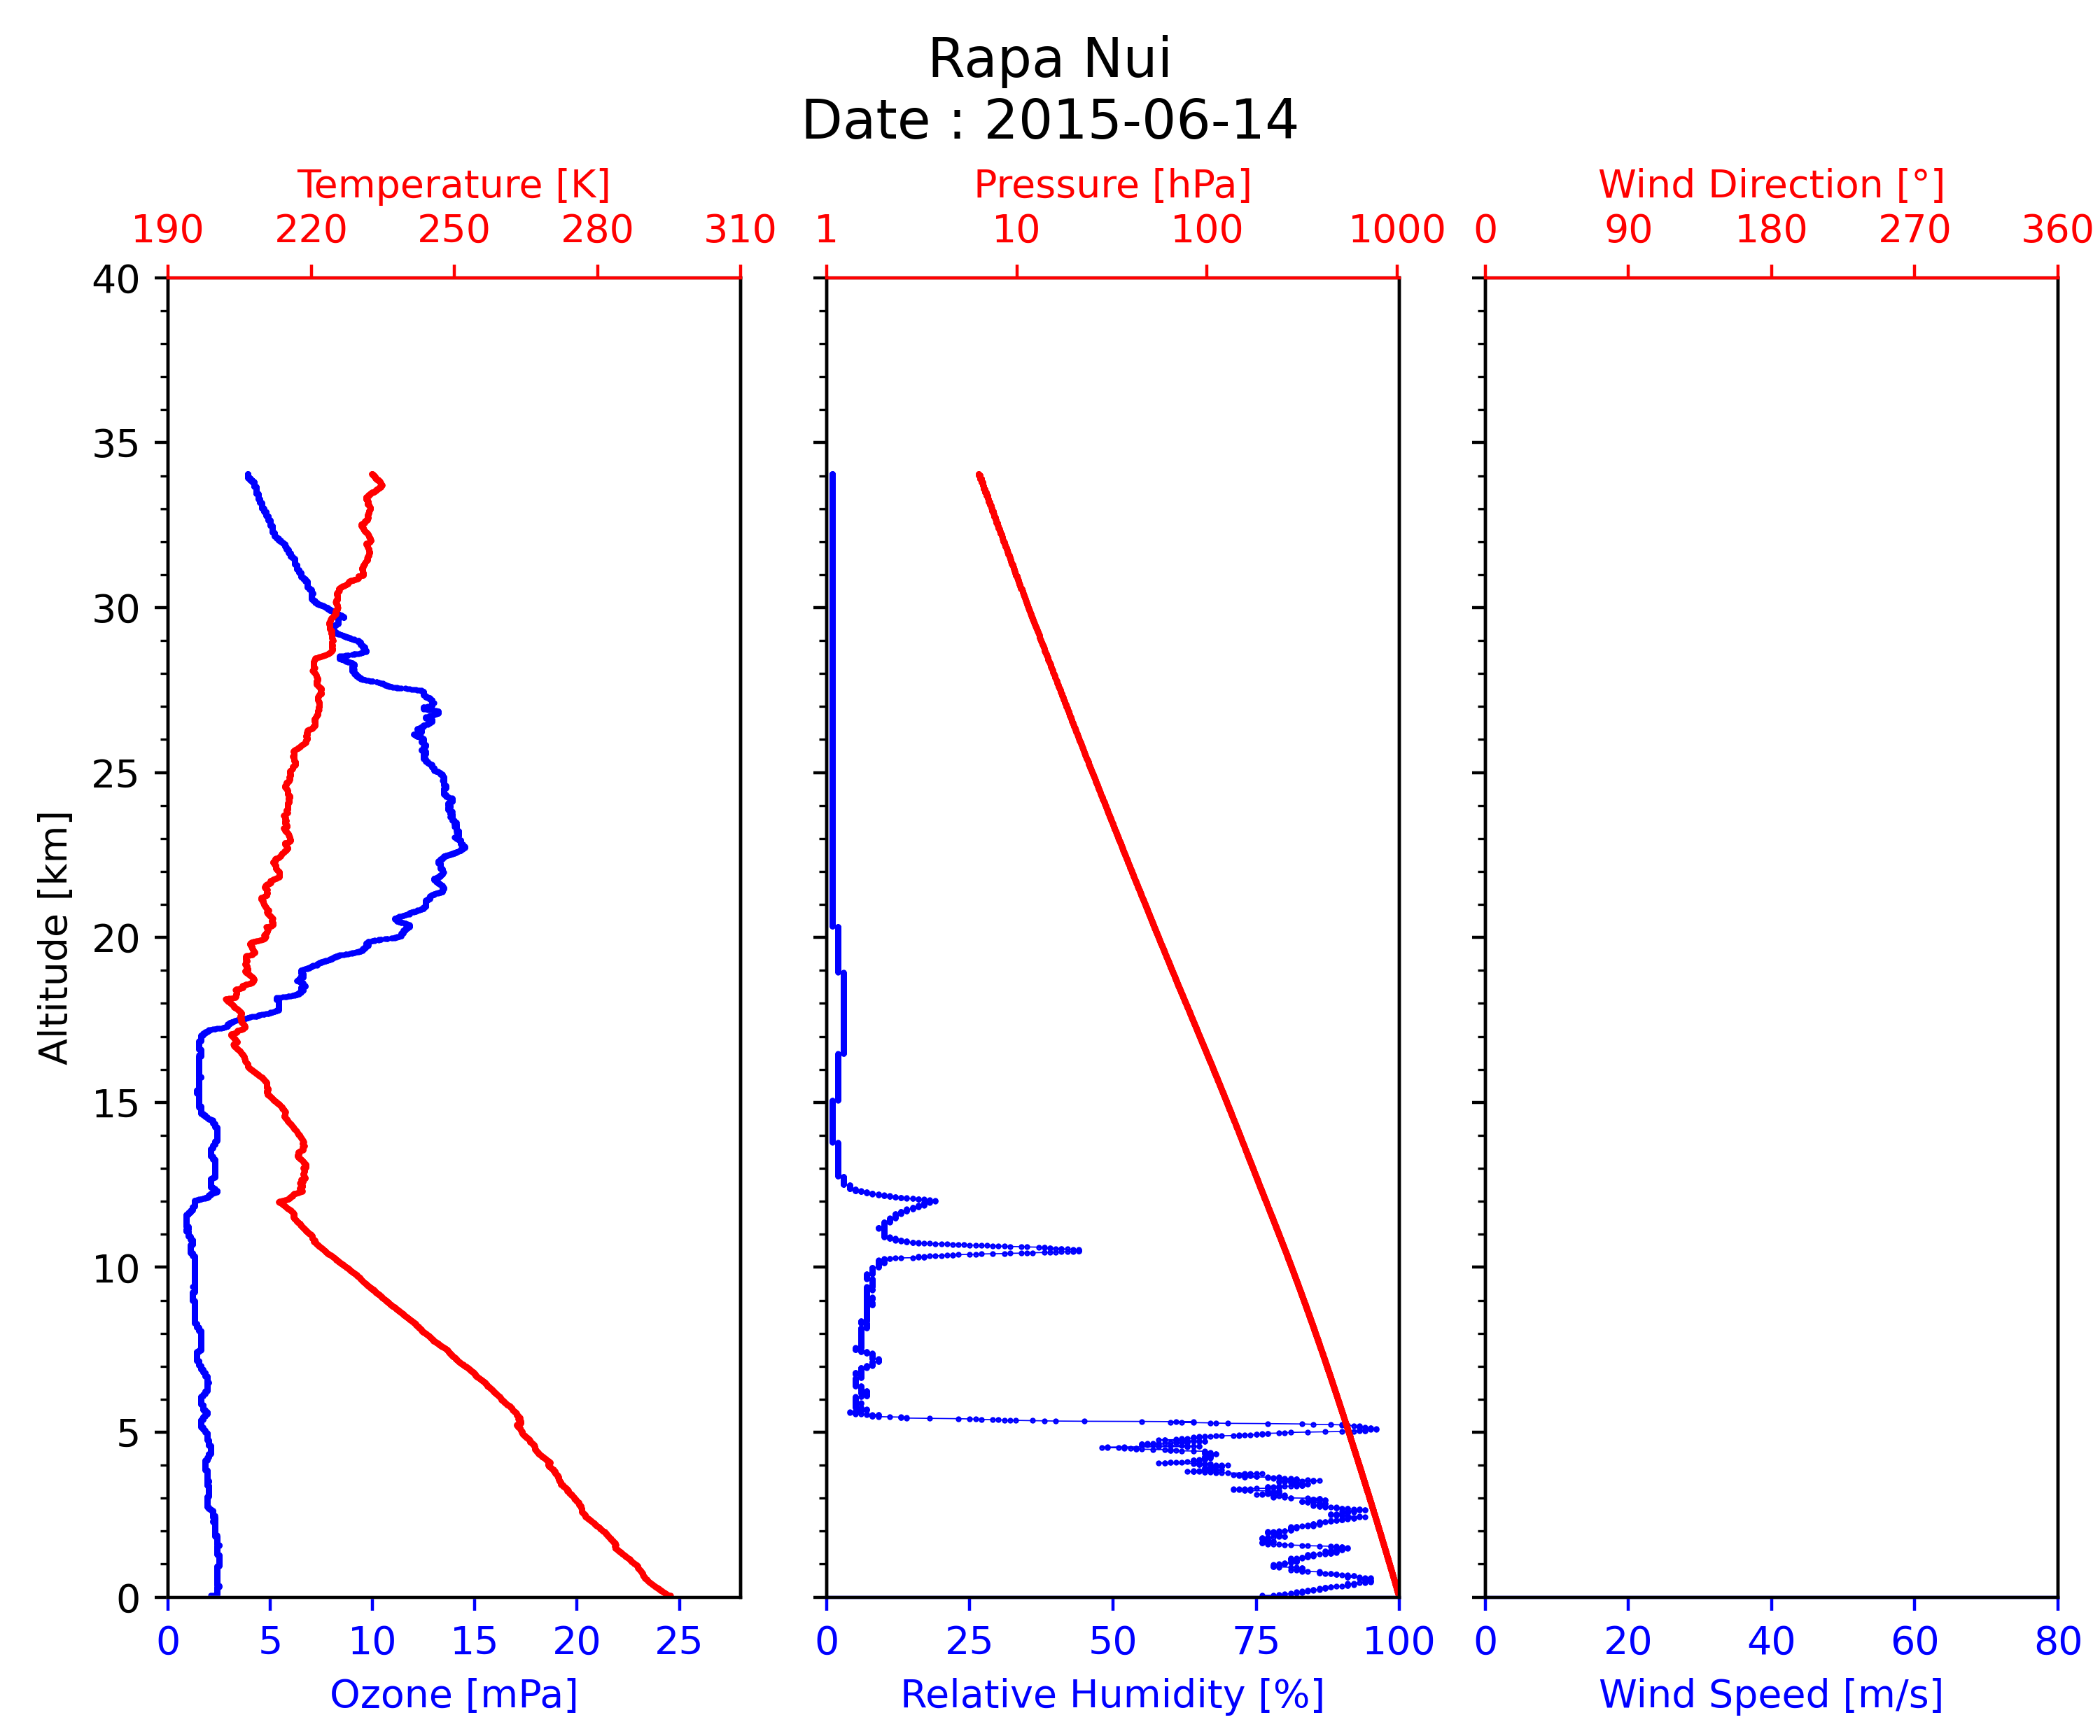 Rapa Nui
Date : 2015-06-14
Temperature [K]
190 220 250 280 310
Pressure [hPa]
1 10 100 1000
Wind Direction [°]
0 90 180 270 360
Altitude [km]
40
35
30
25
20
15
10
5
0
0 5 10 15 20 25
Ozone [mPa]
0 25 50 75 100
Relative Humidity [%]
0 20 40 60 80
Wind Speed [m/s]